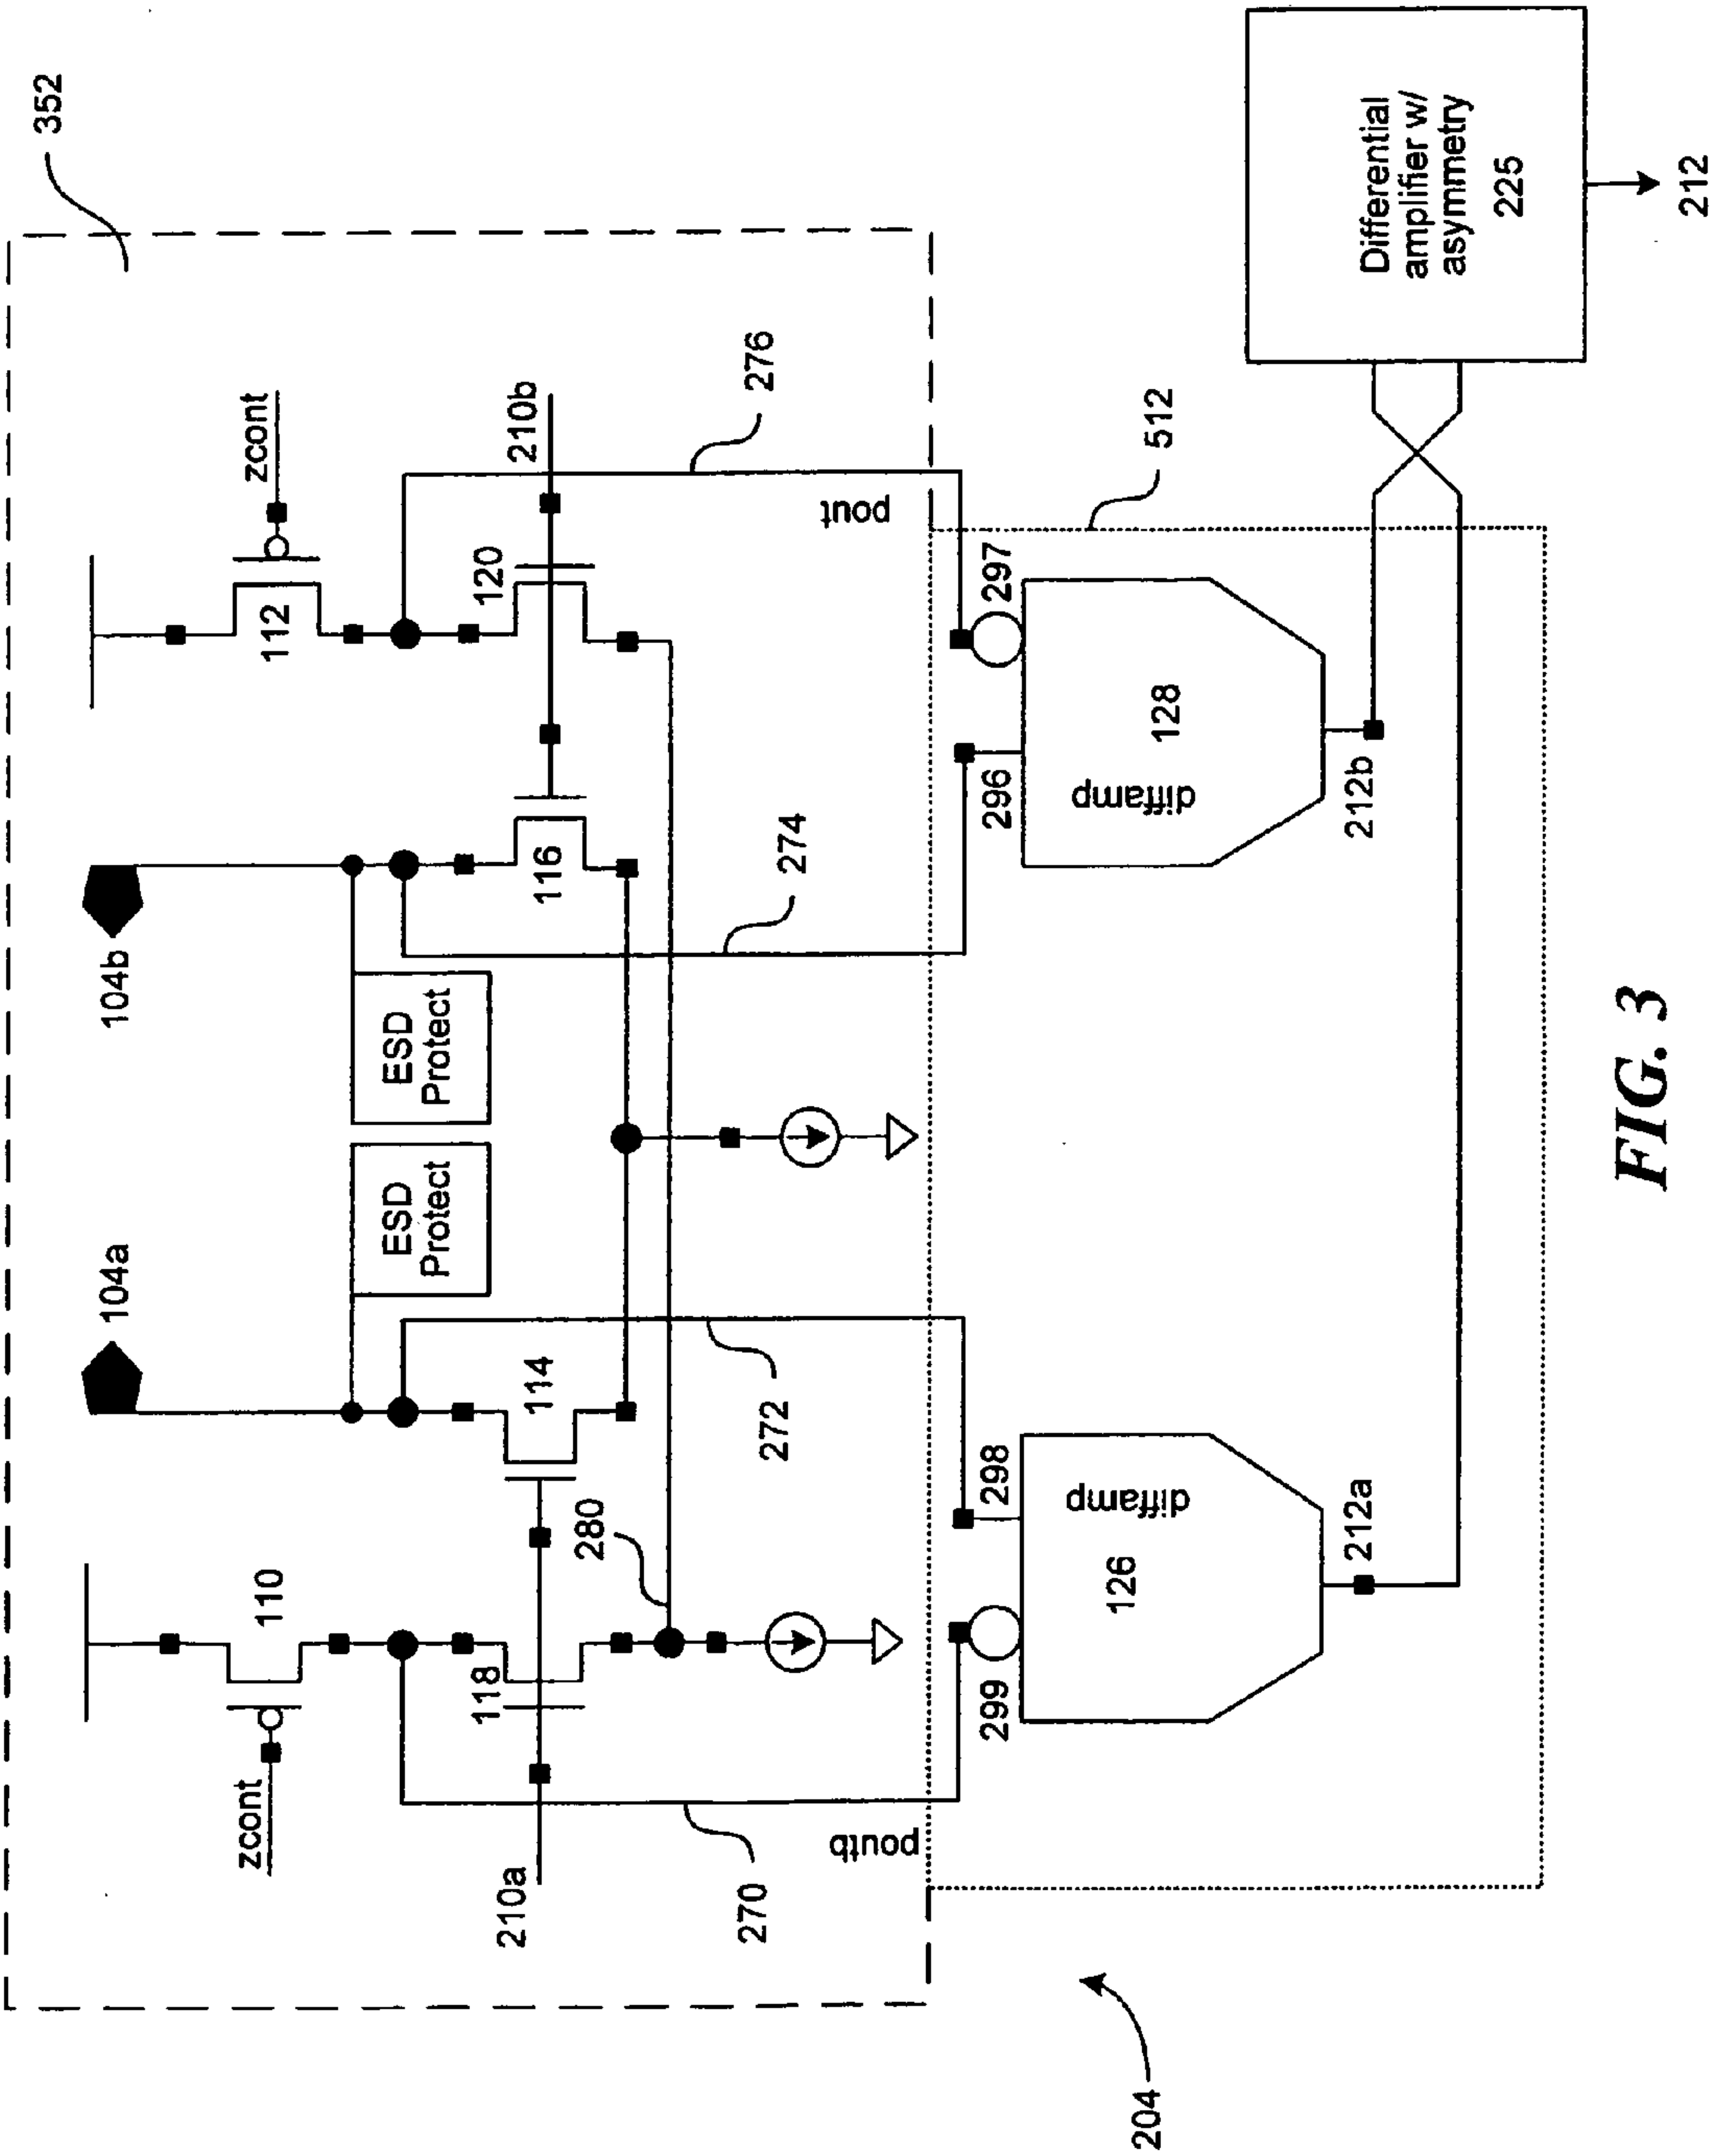 352
104a
104b
zcont
110
ESD
Protect
ESD
Protect
112
zcont
210a
118
114
116
120
210b
280
poutb
270
272
274
pout
276
299
298
296
297
126
diffamp
diffamp
128
512
212a
212b
Differential
amplifier w/
asymmetry
225
212
204
FIG. 3